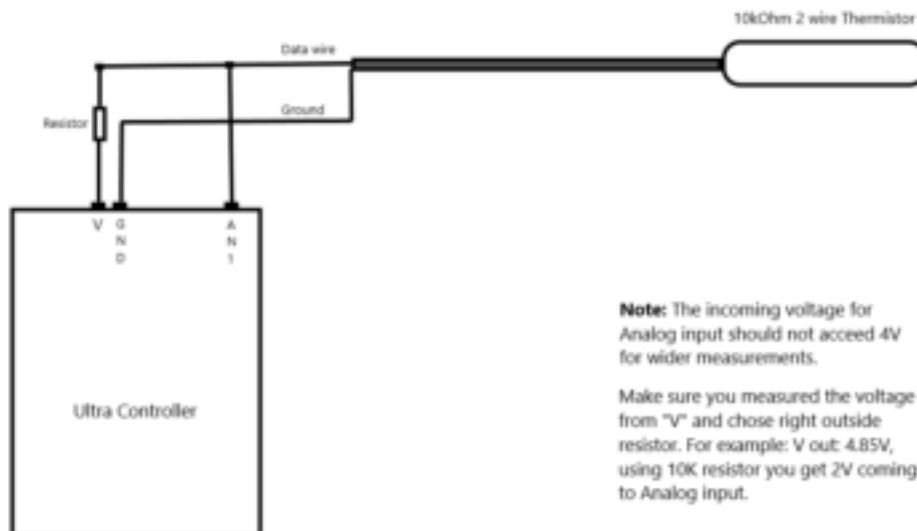 10kOhm 2 wire Thermistor
Data wire
Ground
Resistor
V
GND
AN1
Ultra Controller
Note: The incoming voltage for
Analog input should not acceed 4V
for wider measurements.
Make sure you measured the voltage
from "V" and chose right outside
resistor. For example: V out: 4.85V,
using 10K resistor you get 2V coming
to Analog input.